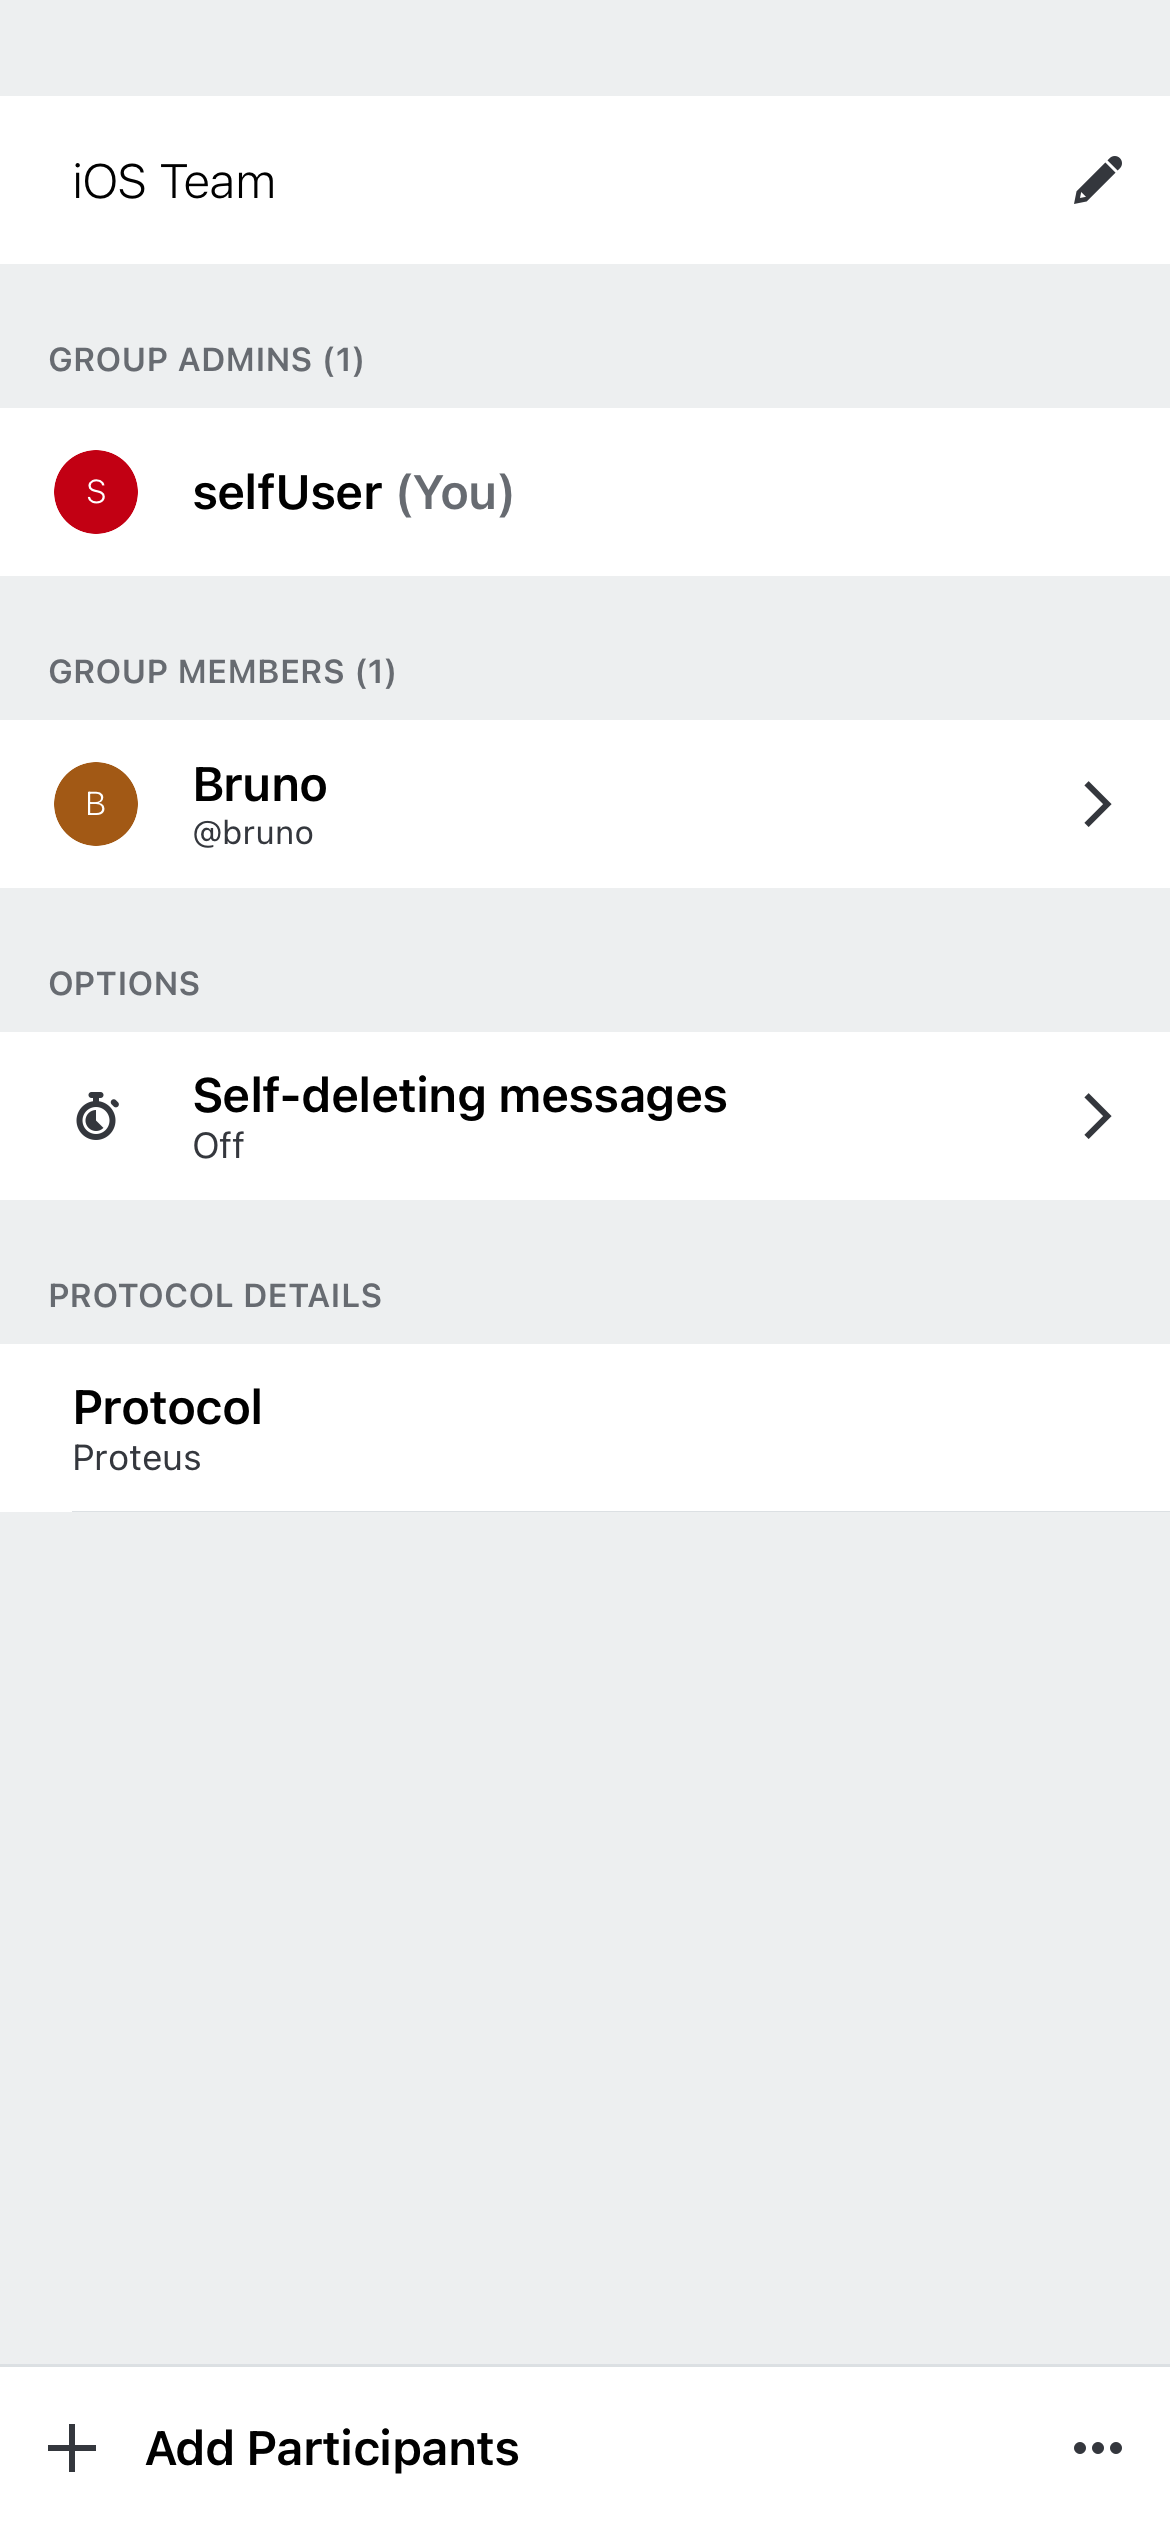 iOS Team
GROUP ADMINS (1)
S
selfUser (You)
GROUP MEMBERS (1)
B
Bruno
@bruno
OPTIONS
Self-deleting messages
Off
PROTOCOL DETAILS
Protocol
Proteus
Add Participants